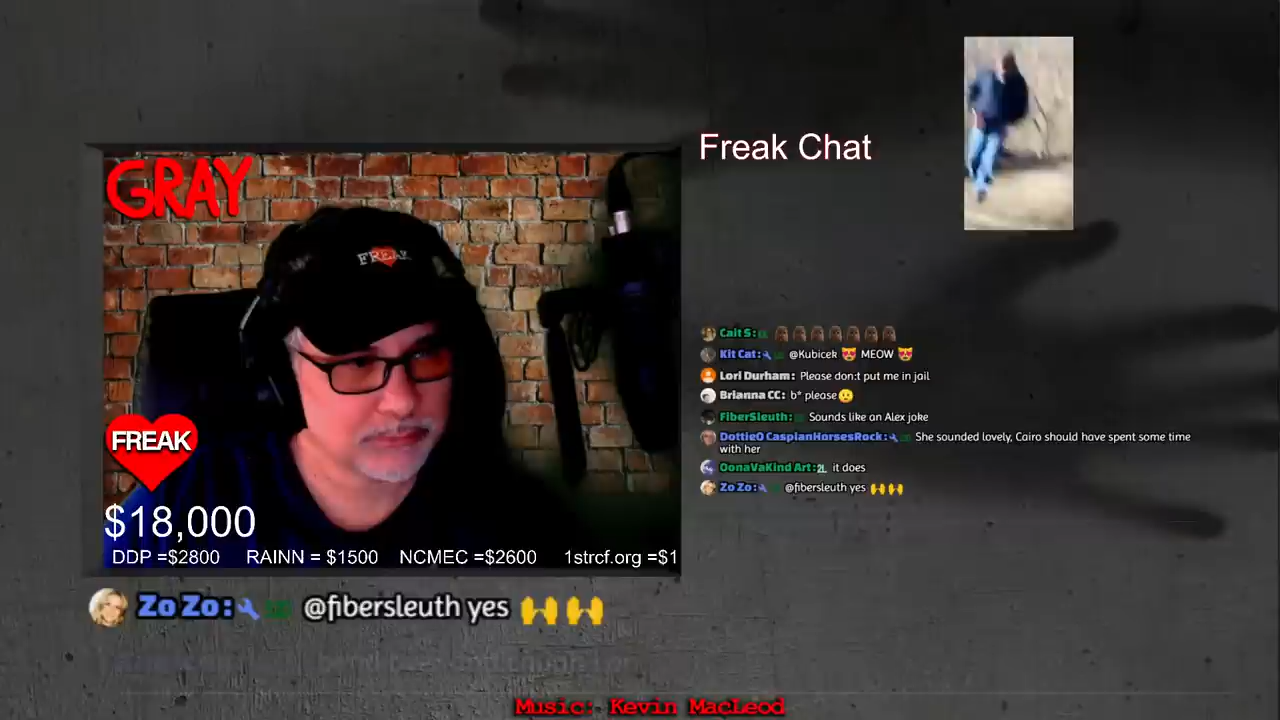 GRAY
Freak Chat
FREAK
Cait S:
Kit Cat: @Kubicek 😻 MEOW 😻
Lori Durham: Please don:t put me in jail
Brianna CC: b* please😟
FiberSleuth: Sounds like an Alex joke
DottieO CaspianHorsesRock: She sounded lovely, Cairo should have spent some time
with her
OonaVaKind Art: it does
Zo Zo: @fibersleuth yes 🙌 🙌
FREAK
$18,000
DDP =$2800 RAINN = $1500 NCMEC =$2600 1strcf.org =$1
Zo Zo: @fibersleuth yes 🙌 🙌
Music: Kevin MacLeod